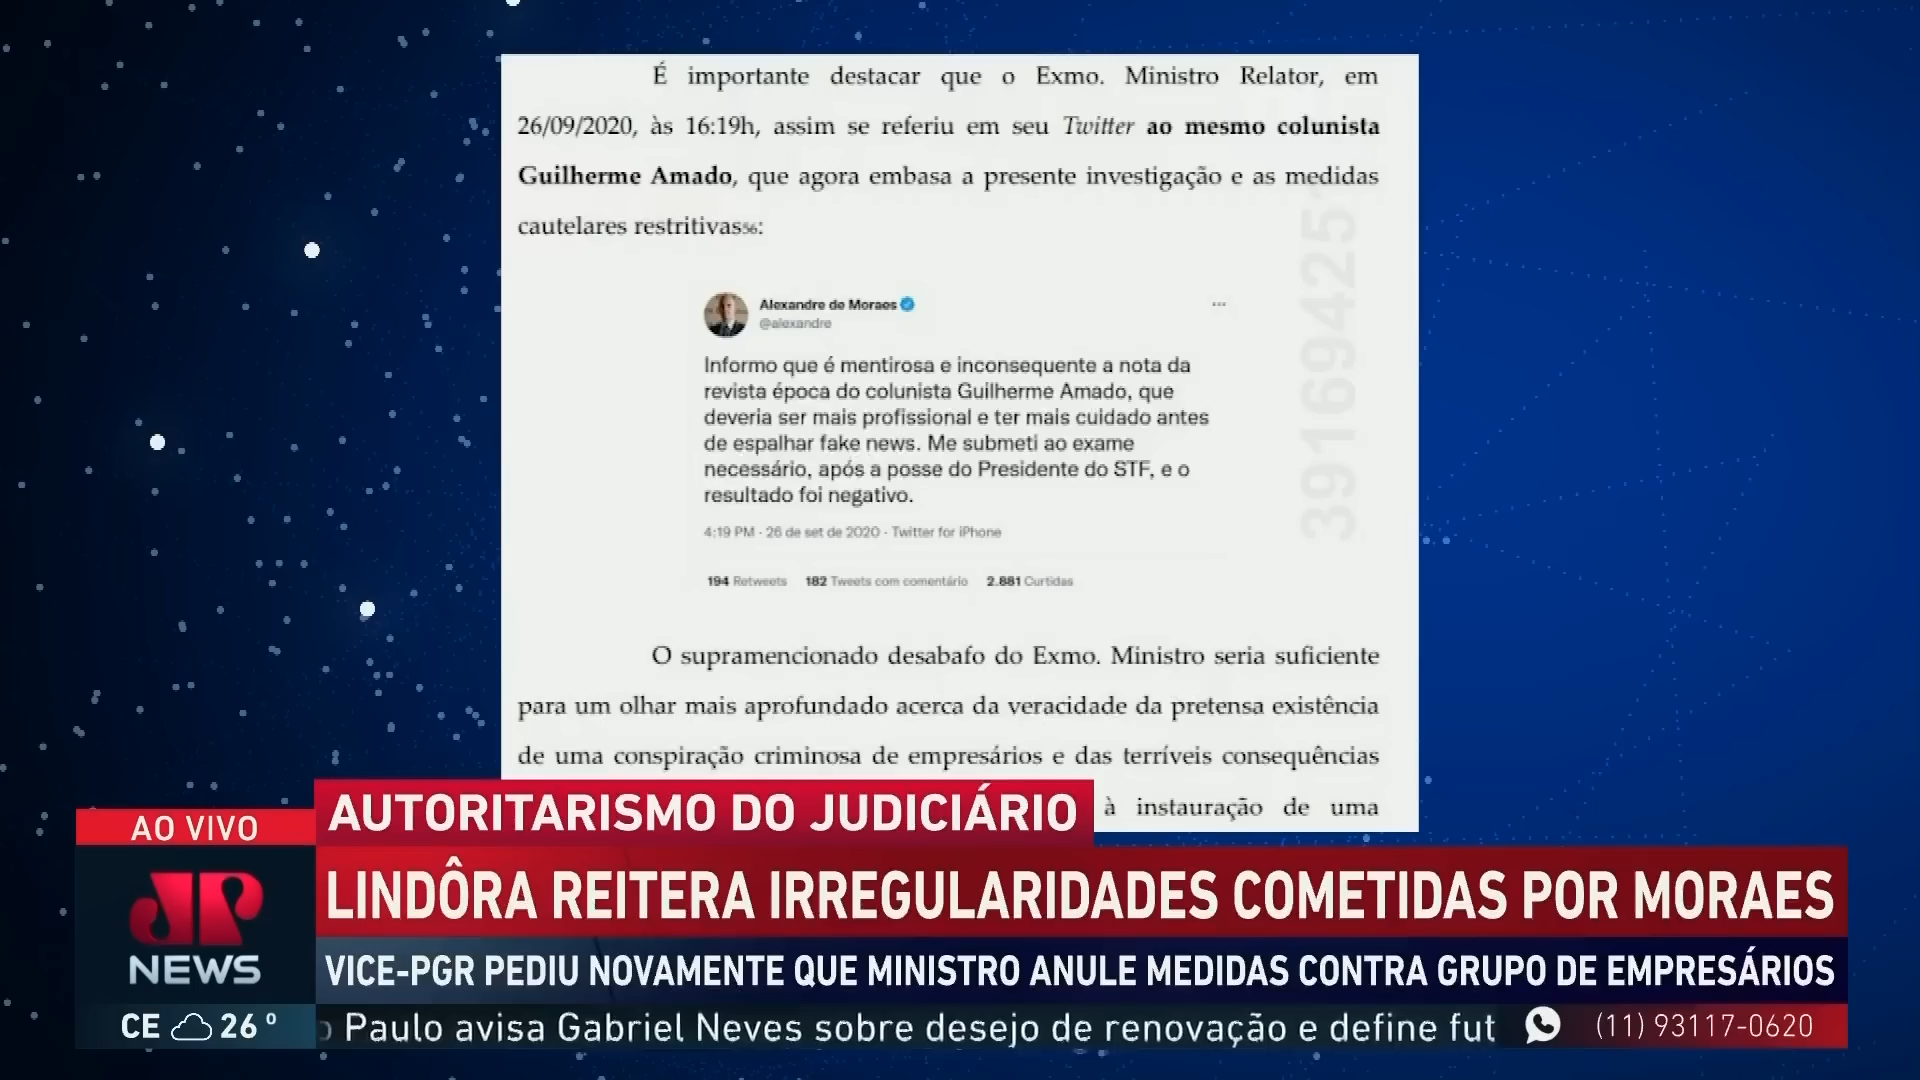 É importante destacar que o Exmo. Ministro Relator, em
26/09/2020, às 16:19h, assim se referiu em seu Twitter ao mesmo colunista
Guilherme Amado, que agora embasa a presente investigação e as medidas
cautelares restritivas56:
Alexandre de Moraes
@alexandre
Informo que é mentirosa e inconsequente a nota da
revista época do colunista Guilherme Amado, que
deveria ser mais profissional e ter mais cuidado antes
de espalhar fake news. Me submeti ao exame
necessário, após a posse do Presidente do STF, e o
resultado foi negativo.
4:19 PM · 26 de set de 2020 · Twitter for iPhone
194 Retweets 182 Tweets com comentário 2.881 Curtidas
O supramencionado desabafo do Exmo. Ministro seria suficiente
para um olhar mais aprofundado acerca da veracidade da pretensa existência
de uma conspiração criminosa de empresários e das terríveis consequências
à instauração de uma
AUTORITARISMO DO JUDICIÁRIO
AO VIVO
LINDÔRA REITERA IRREGULARIDADES COMETIDAS POR MORAES
JP
NEWS
VICE-PGR PEDIU NOVAMENTE QUE MINISTRO ANULE MEDIDAS CONTRA GRUPO DE EMPRESÁRIOS
CE 26º
Paulo avisa Gabriel Neves sobre desejo de renovação e define fut
(11) 93117-0620